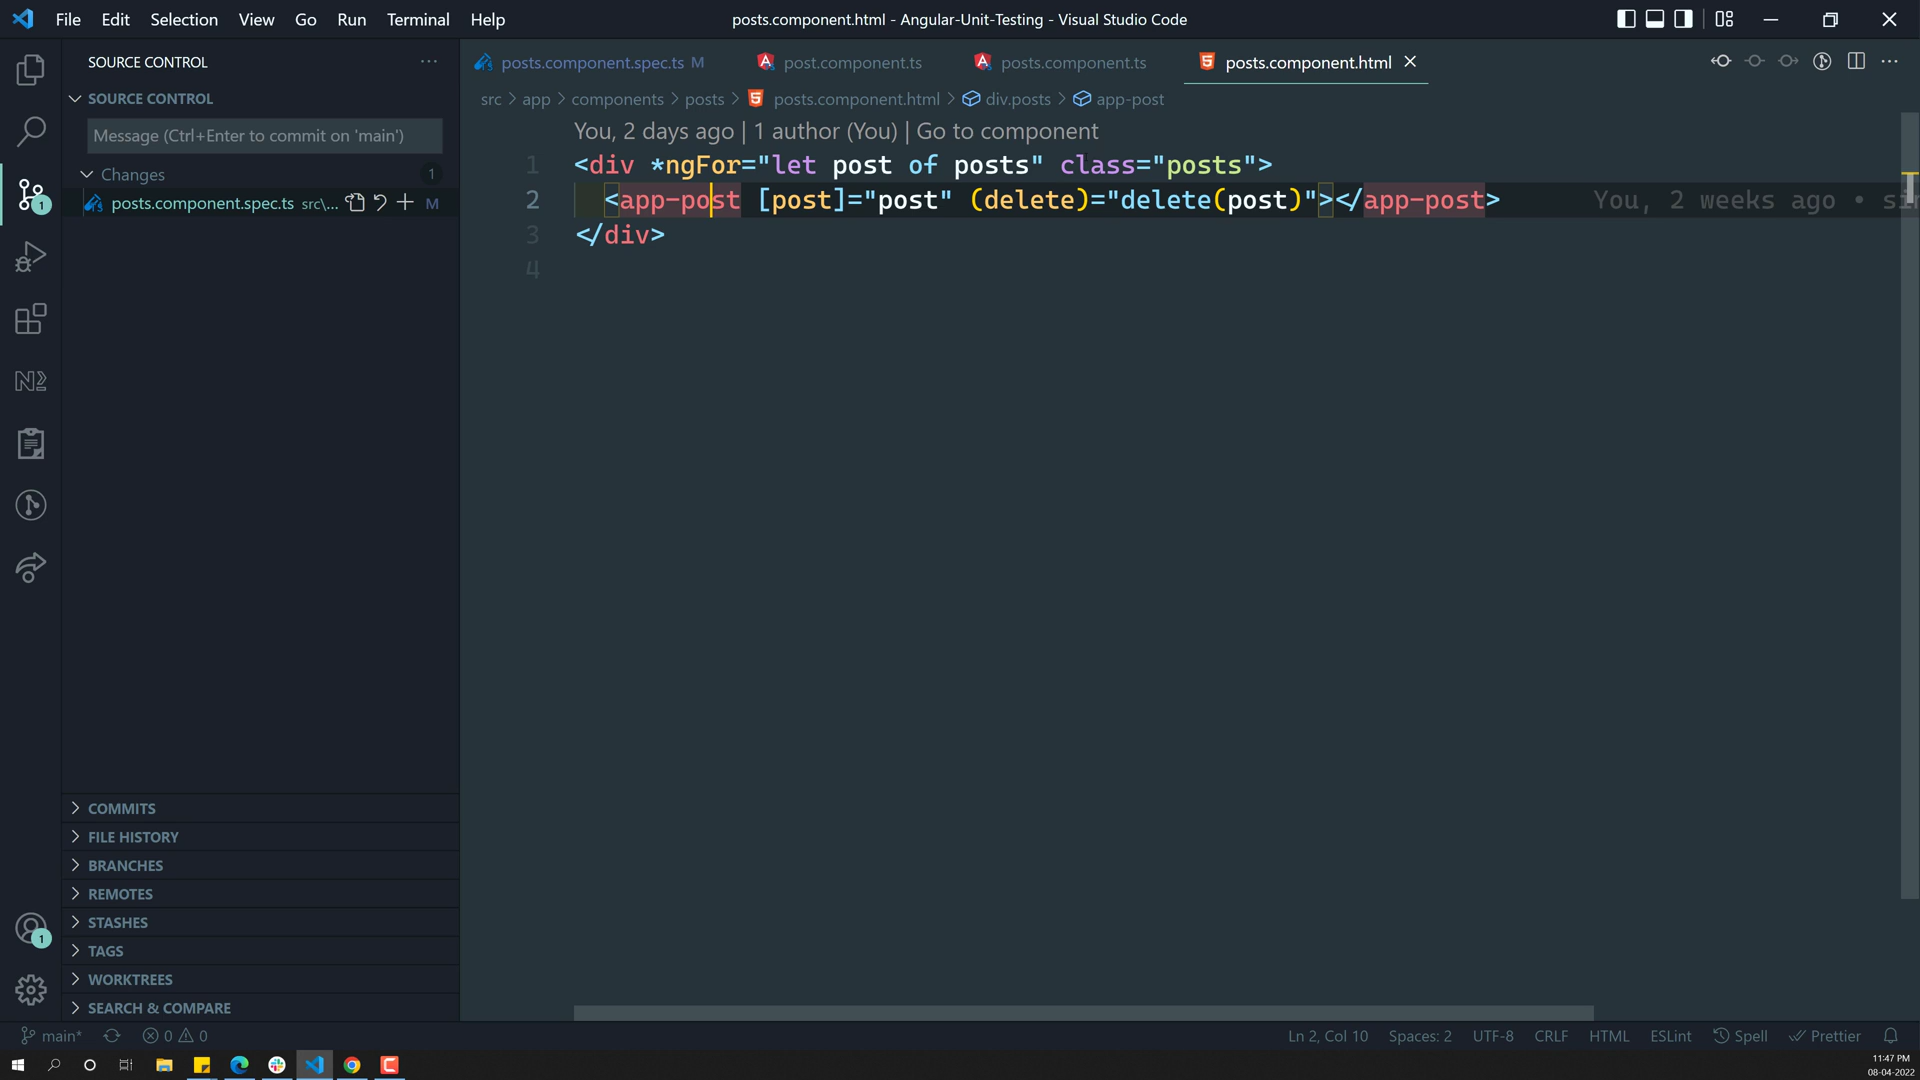 File Edit Selection View Go Run Terminal Help
posts.component.html - Angular-Unit-Testing - Visual Studio Code
SOURCE CONTROL
SOURCE CONTROL
Message (Ctrl+Enter to commit on 'main')
Changes 1
posts.component.spec.ts src\... M
1
COMMITS
FILE HISTORY
BRANCHES
REMOTES
STASHES
TAGS
WORKTREES
SEARCH & COMPARE
1
posts.component.spec.ts M post.component.ts posts.component.ts posts.component.html
src > app > components > posts > posts.component.html > div.posts > app-post
You, 2 days ago | 1 author (You) | Go to component
1 <div *ngFor="let post of posts" class="posts">
2 <app-post [post]="post" (delete)="delete(post)"></app-post> You, 2 weeks ago •
3 </div>
4
main* 0 0 Ln 2, Col 10 Spaces: 2 UTF-8 CRLF HTML ESLint Spell Prettier
11:47 PM
08-04-2022